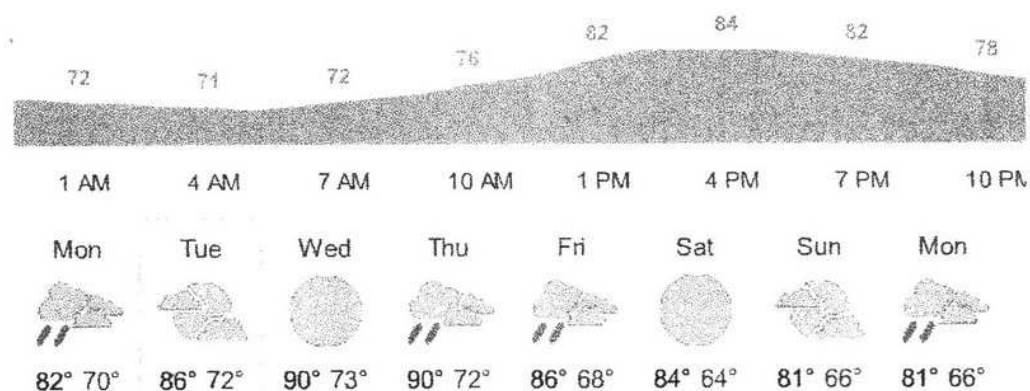 72 71 72 76 82 84 82 78
1 AM 4 AM 7 AM 10 AM 1 PM 4 PM 7 PM 10 PM
Mon Tue Wed Thu Fri Sat Sun Mon
82° 70° 86° 72° 90° 73° 90° 72° 86° 68° 84° 64° 81° 66° 81° 66°